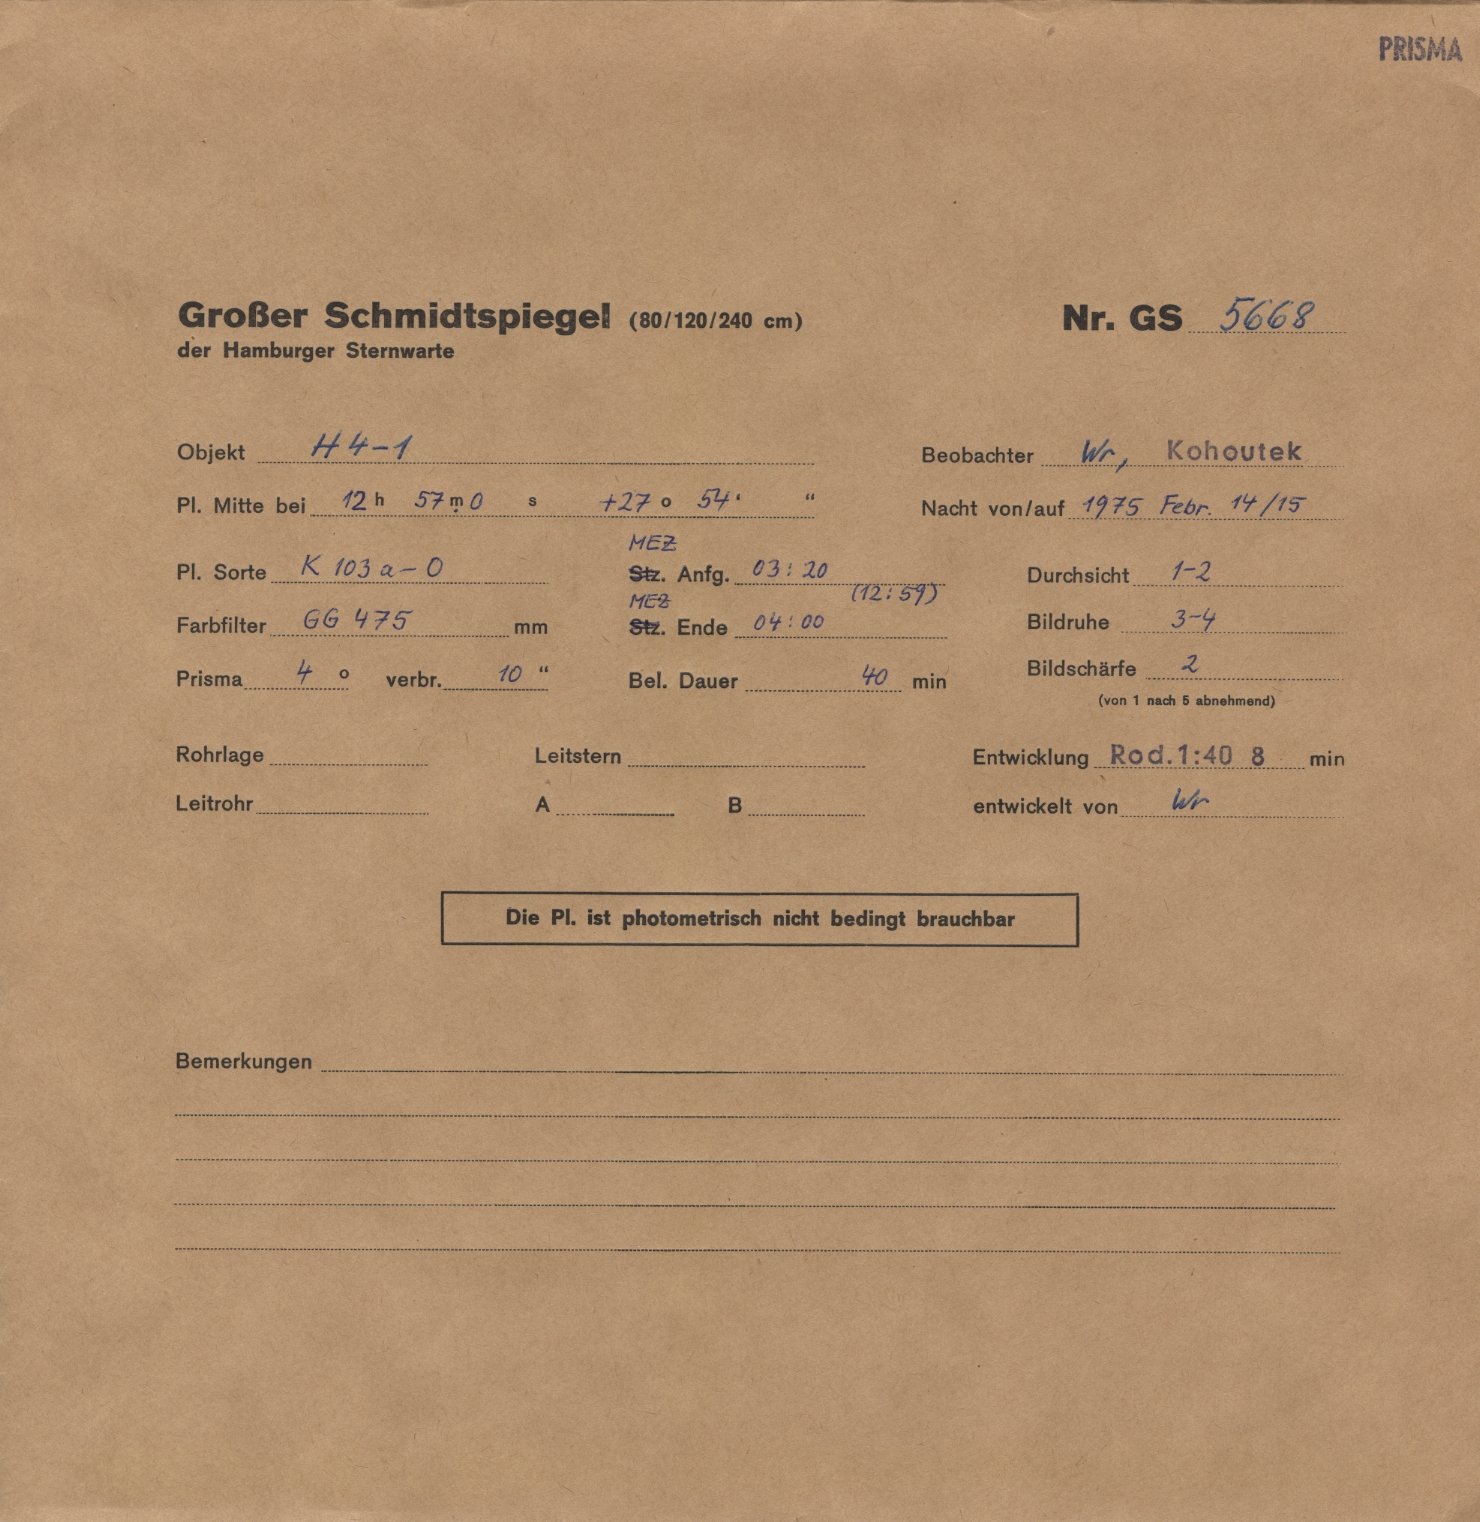 PRISMA
Großer Schmidtspiegel (80/120/240 cm) Nr. GS 5668
der Hamburger Sternwarte
Objekt H 4-1 Beobachter Wr, Kohoutek
Pl. Mitte bei 12 h 57 m. 0 s +27 o 54 ‘ “ Nacht von/auf 1975 Febr. 14/15
MEZ
Pl. Sorte K 103 a-O Stz. Anfg. 03:20 Durchsicht 1-2
MEZ (12:59)
Farbfilter GG 475 mm Stz. Ende 04:00 Bildruhe 3-4
Prisma 4 o verbr. 10 “ Bel. Dauer 40 min Bildschärfe 2
(von 1 nach 5 abnehmend)
Rohrlage Leitstern Entwicklung Rod.1:40 8 min
Leitrohr A B entwickelt von Wr
Die Pl. ist photometrisch nicht bedingt brauchbar
Bemerkungen